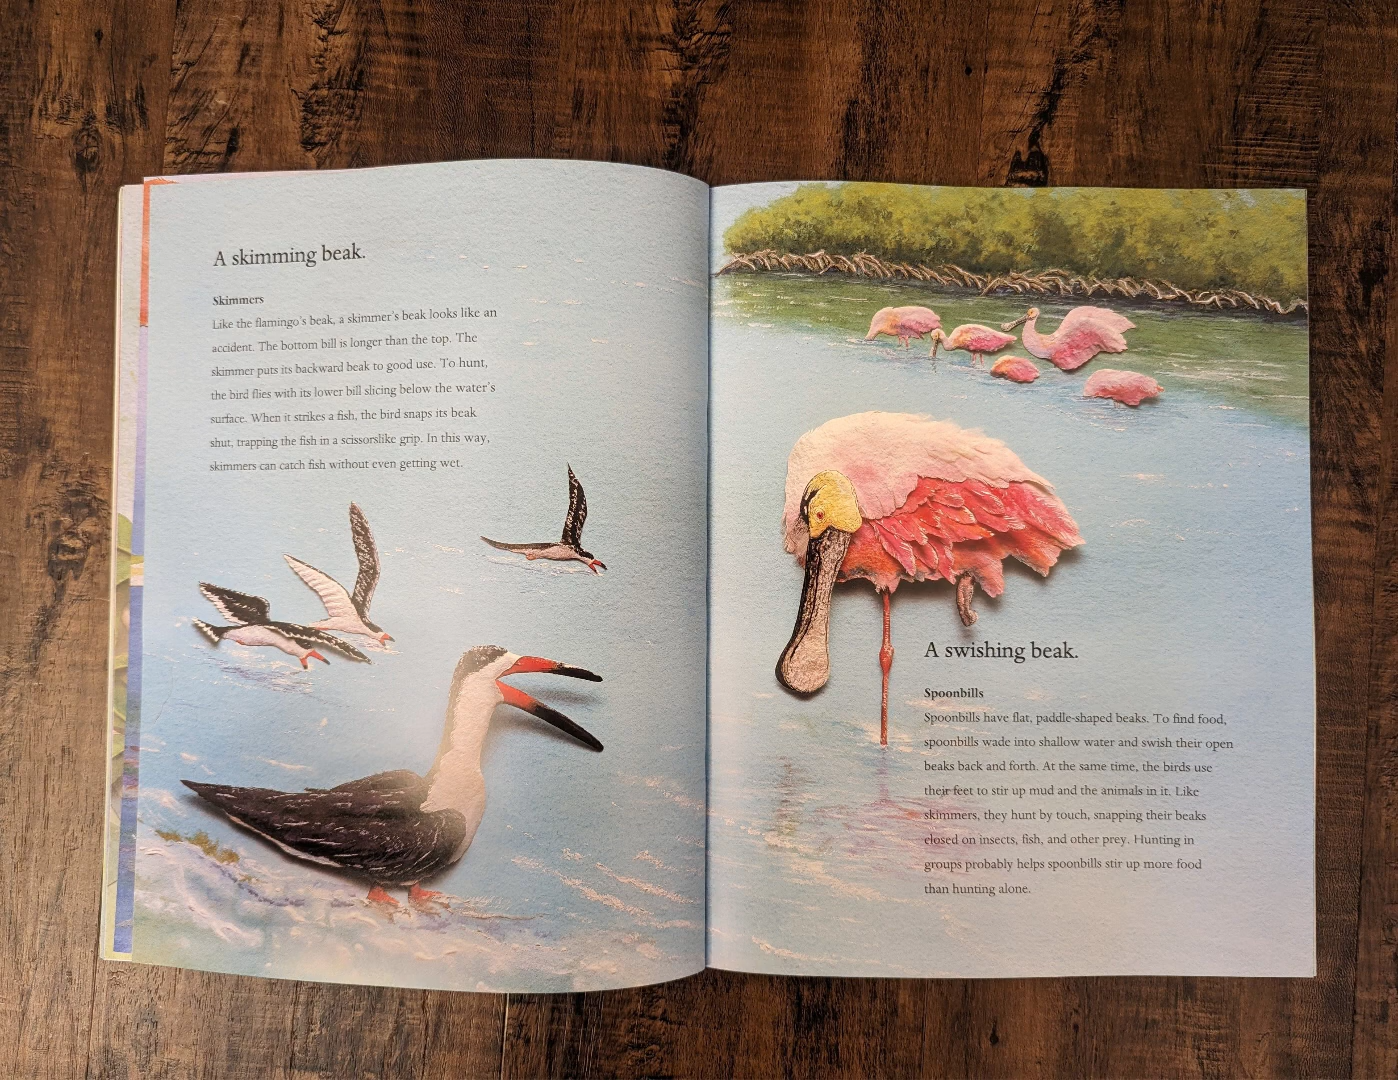 A skimming beak.
Skimmers
Like the flamingo's beak, a skimmer's beak looks like an
accident. The bottom bill is longer than the top. The
skimmer puts its backward beak to good use. To hunt,
the bird flies with its lower bill slicing below the water's
surface. When it strikes a fish, the bird snaps its beak
shut, trapping the fish in a scissorslike grip. In this way,
skimmers can catch fish without even getting wet.
A swishing beak.
Spoonbills
Spoonbills have flat, paddle-shaped beaks. To find food,
spoonbills wade into shallow water and swish their open
beaks back and forth. At the same time, the birds use
their feet to stir up mud and the animals in it. Like
skimmers, they hunt by touch, snapping their beaks
closed on insects, fish, and other prey. Hunting in
groups probably helps spoonbills stir up more food
than hunting alone.